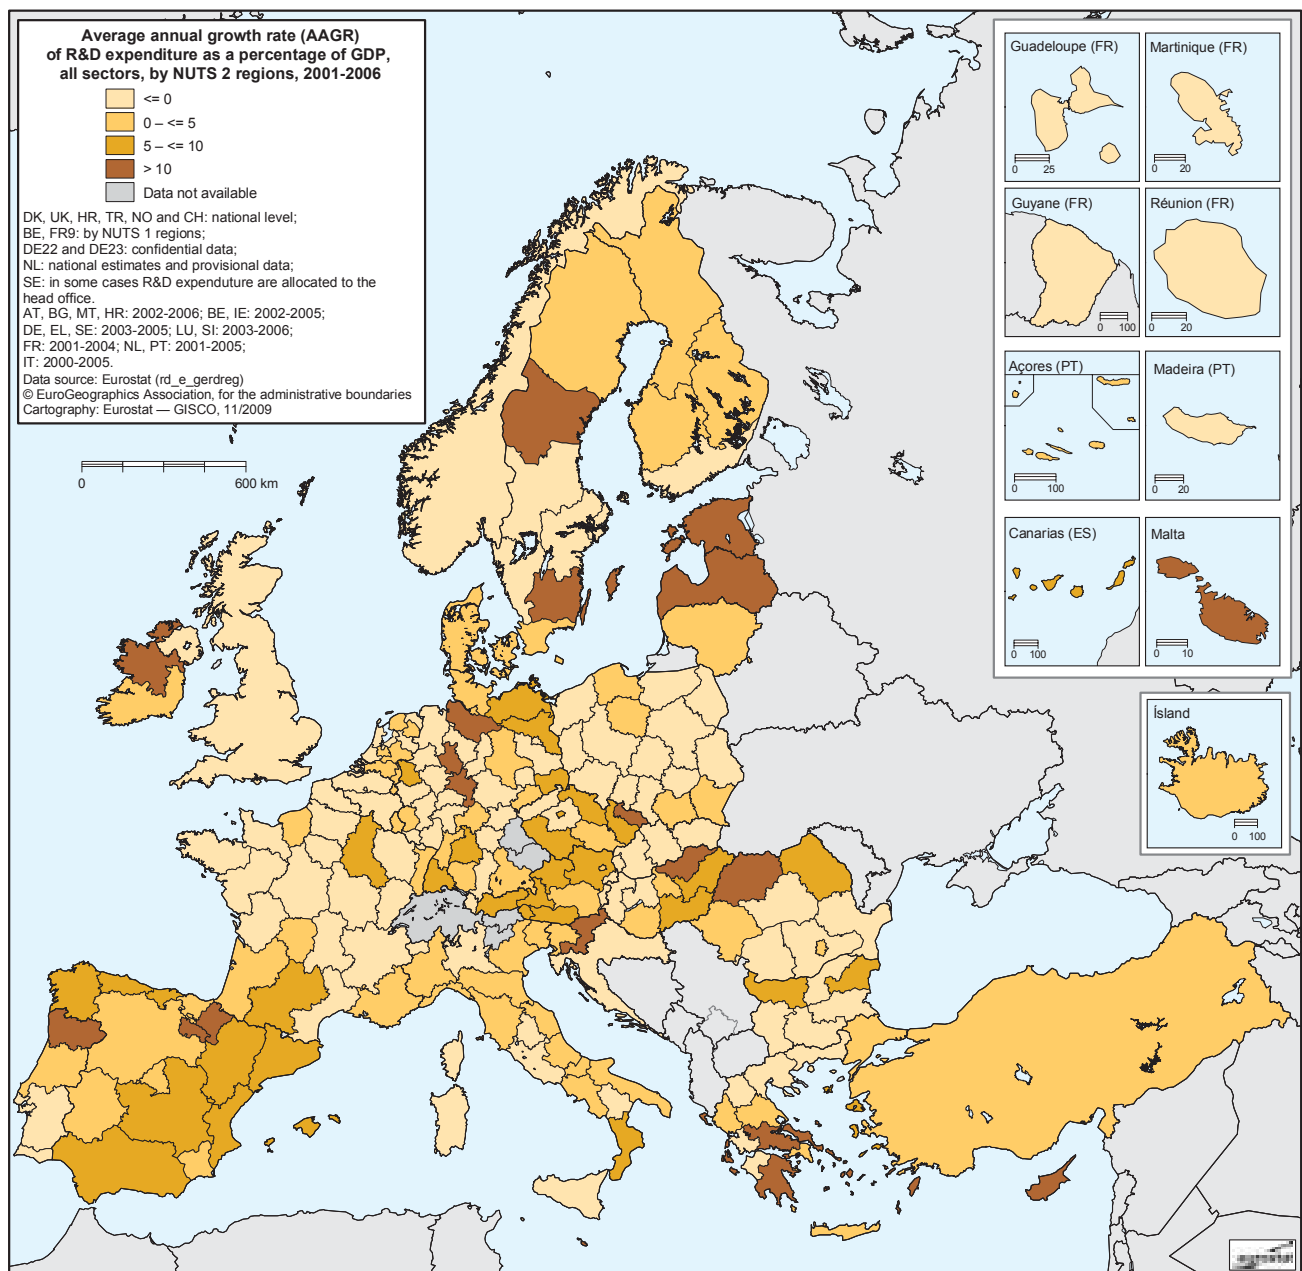 Average annual growth rate (AAGR)
of R&D expenditure as a percentage of GDP,
all sectors, by NUTS 2 regions, 2001-2006
<= 0
0 – <= 5
5 – <= 10
> 10
Data not available
DK, UK, HR, TR, NO and CH: national level;
BE, FR9: by NUTS 1 regions;
DE22 and DE23: confidential data;
NL: national estimates and provisional data;
SE: in some cases R&D expenduture are allocated to the
head office.
AT, BG, MT, HR: 2002-2006; BE, IE: 2002-2005;
DE, EL, SE: 2003-2005; LU, SI: 2003-2006;
FR: 2001-2004; NL, PT: 2001-2005;
IT: 2000-2005.
Data source: Eurostat (rd_e_gerdreg)
© EuroGeographics Association, for the administrative boundaries
Cartography: Eurostat — GISCO, 11/2009
0 600 km
Guadeloupe (FR)
0 25
Martinique (FR)
0 20
Guyane (FR)
0 100
Réunion (FR)
0 20
Açores (PT)
0 100
Madeira (PT)
0 20
Canarias (ES)
0 100
Malta
0 10
Ísland
0 100
eurostat